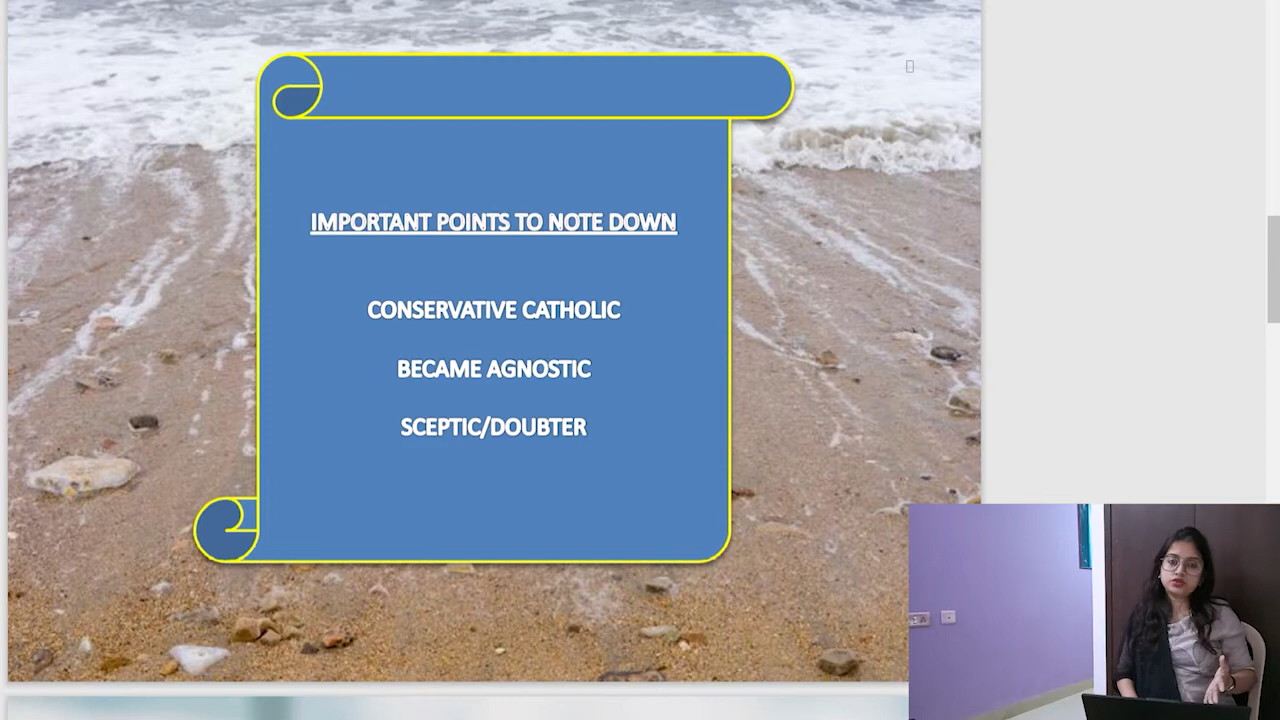 IMPORTANT POINTS TO NOTE DOWN
CONSERVATIVE CATHOLIC
BECAME AGNOSTIC
SCEPTIC/DOUBTER